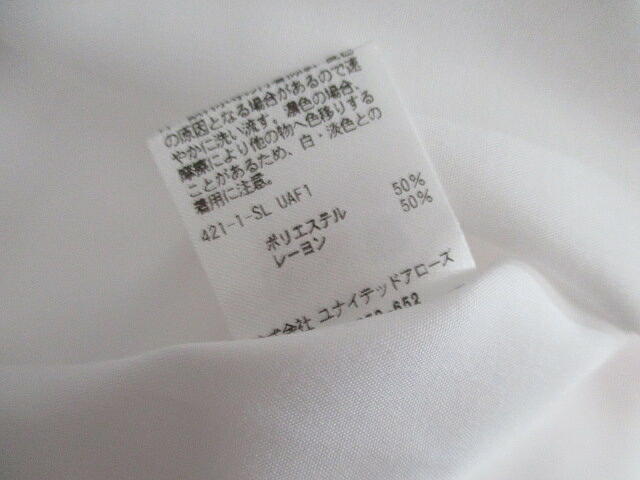 の原因となる場合があるので速
やかに洗い流す。濃色の場合、
摩擦により他の物へ色移りする
ことがあるため、白・淡色との
着用に注意。
421-1-SL UAF1
ポリエステル 50%
レーヨン 50%
式会社 ユナイテッドアローズ
652